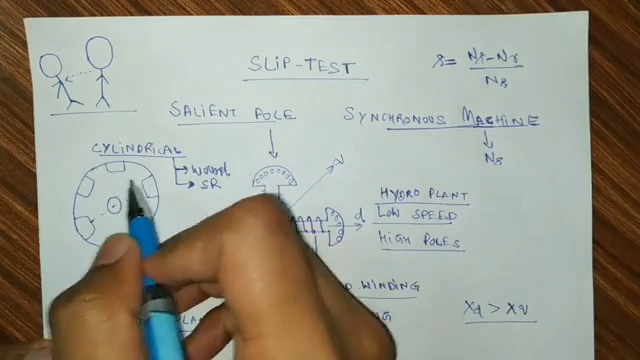 SLIP-TEST
S = Ns-Nr
Ns
SALIENT POLE SYNCHRONOUS MACHINE
Ns
CYLINDRICAL
Wound
SR
d
HYDRO PLANT
LOW SPEED
HIGH POLES
WINDING
Xd > Xq